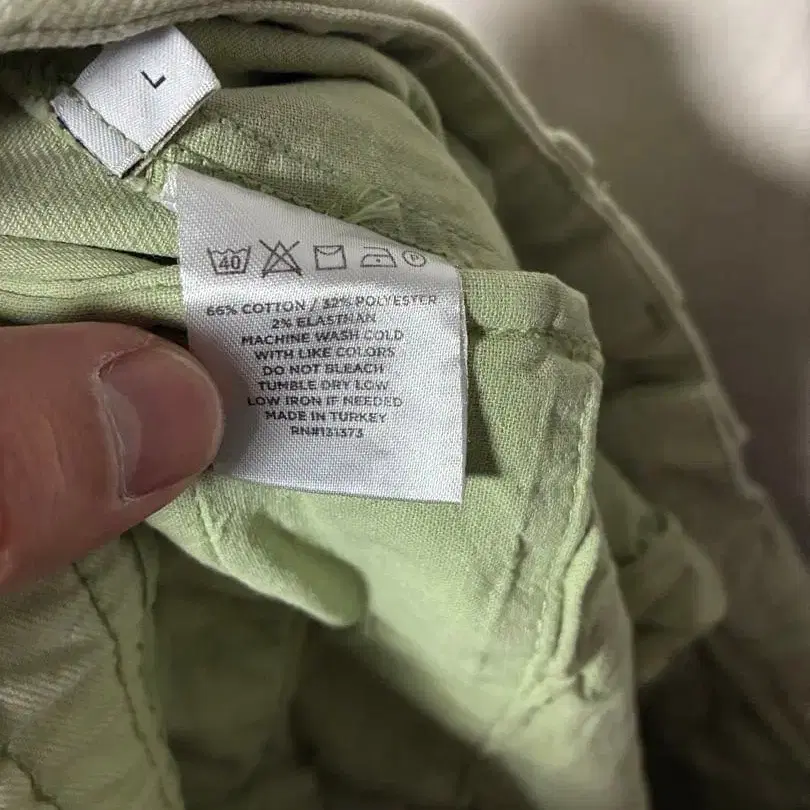 L
40 P
66% COTTON / 32% POLYESTER
2% ELASTHAN
MACHINE WASH COLD
WITH LIKE COLORS
DO NOT BLEACH
TUMBLE DRY LOW
LOW IRON IF NEEDED
MADE IN TURKEY
RN#131373